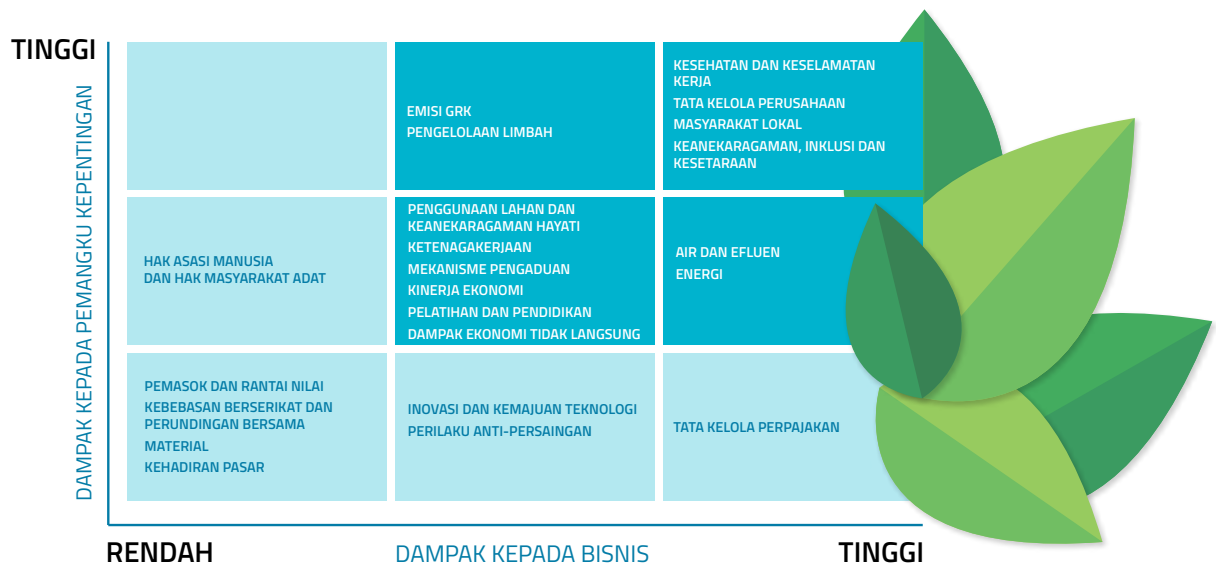 TINGGI
DAMPAK KEPADA PEMANGKU KEPENTINGAN
EMISI GRK
PENGELOLAAN LIMBAH
KESEHATAN DAN KESELAMATAN
KERJA
TATA KELOLA PERUSAHAAN
MASYARAKAT LOKAL
KEANEKARAGAMAN, INKLUSI DAN
KESETARAAN
HAK ASASI MANUSIA
DAN HAK MASYARAKAT ADAT
PENGGUNAAN LAHAN DAN
KEANEKARAGAMAN HAYATI
KETENAGAKERJAAN
MEKANISME PENGADUAN
KINERJA EKONOMI
PELATIHAN DAN PENDIDIKAN
DAMPAK EKONOMI TIDAK LANGSUNG
AIR DAN EFLUEN
ENERGI
PEMASOK DAN RANTAI NILAI
KEBEBASAN BERSERIKAT DAN
PERUNDINGAN BERSAMA
MATERIAL
KEHADIRAN PASAR
INOVASI DAN KEMAJUAN TEKNOLOGI
PERILAKU ANTI-PERSAINGAN
TATA KELOLA PERPAJAKAN
RENDAH
DAMPAK KEPADA BISNIS
TINGGI